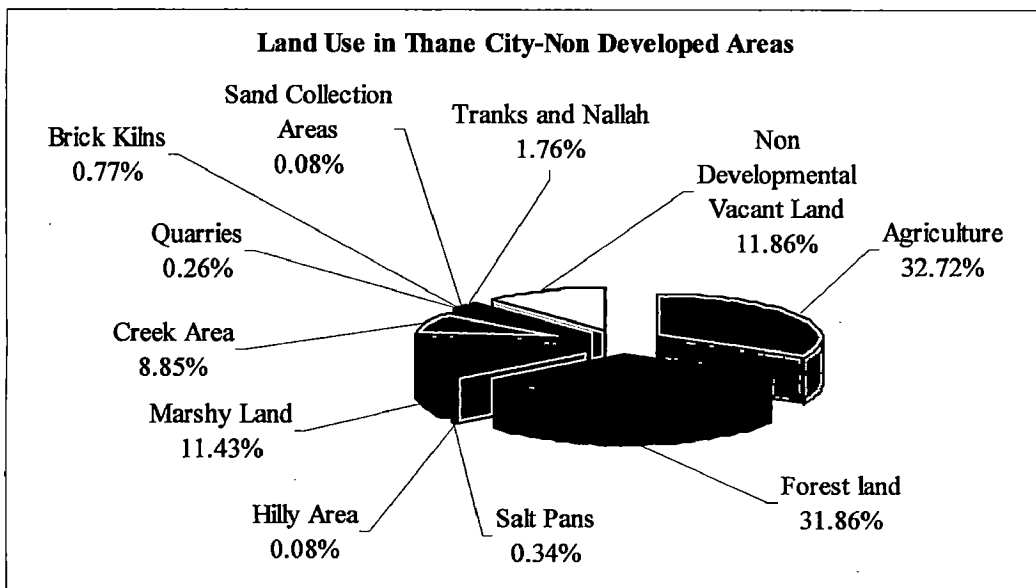 Land Use in Thane City-Non Developed Areas
Sand Collection
Areas
0.08%
Tranks and Nallah
1.76%
Non
Developmental
Vacant Land
11.86%
Brick Kilns
0.77%
Agriculture
32.72%
Quarries
0.26%
Creek Area
8.85%
Marshy Land
11.43%
Hilly Area
0.08%
Salt Pans
0.34%
Forest land
31.86%